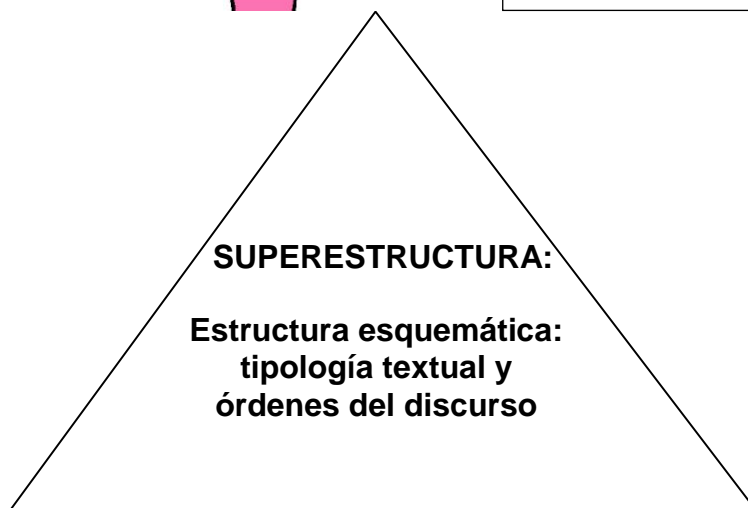 SUPERESTRUCTURA:
Estructura esquemática:
tipología textual y
órdenes del discurso